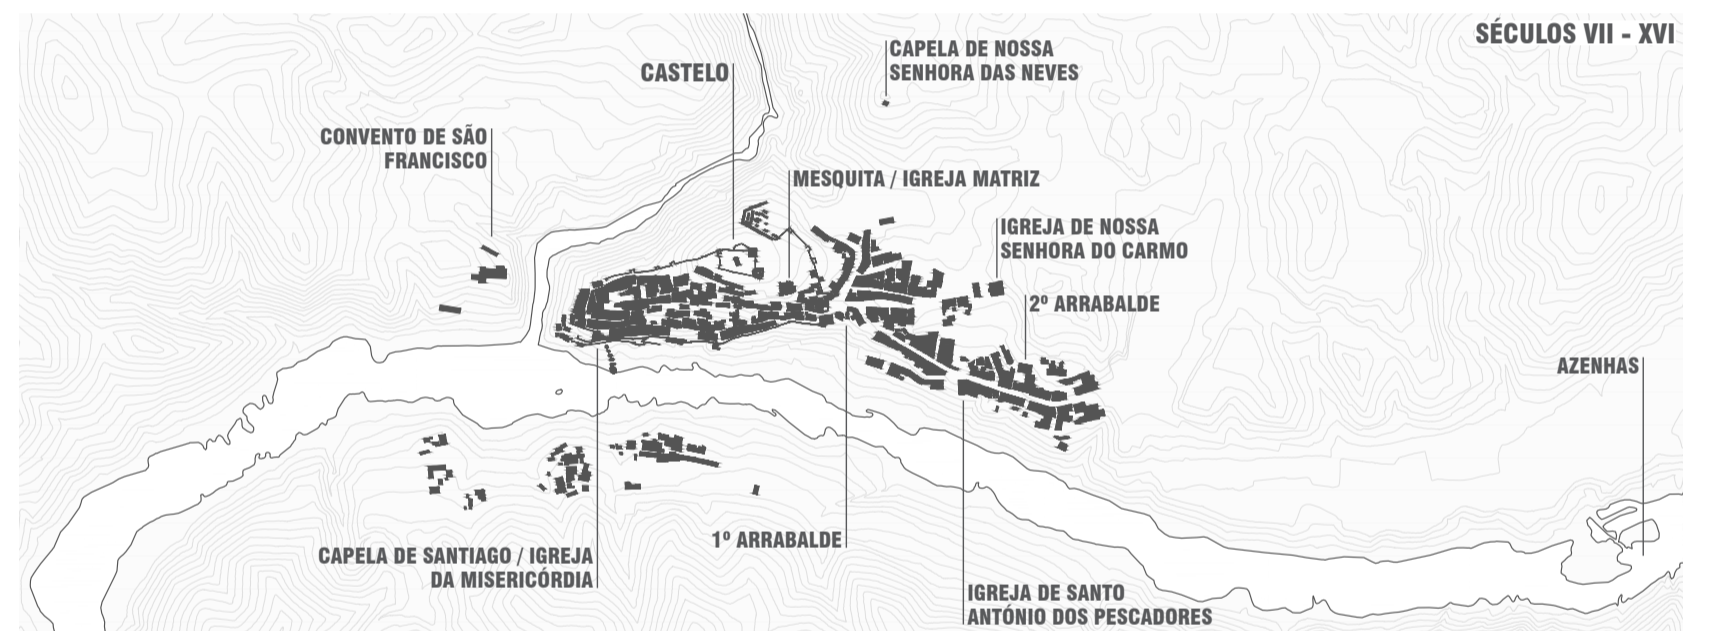 SÉCULOS VII - XVI
CAPELA DE NOSSA
SENHORA DAS NEVES
CASTELO
CONVENTO DE SÃO
FRANCISCO
MESQUITA / IGREJA MATRIZ
IGREJA DE NOSSA
SENHORA DO CARMO
2º ARRABALDE
AZENHAS
1º ARRABALDE
CAPELA DE SANTIAGO / IGREJA
DA MISERICÓRDIA
IGREJA DE SANTO
ANTÓNIO DOS PESCADORES